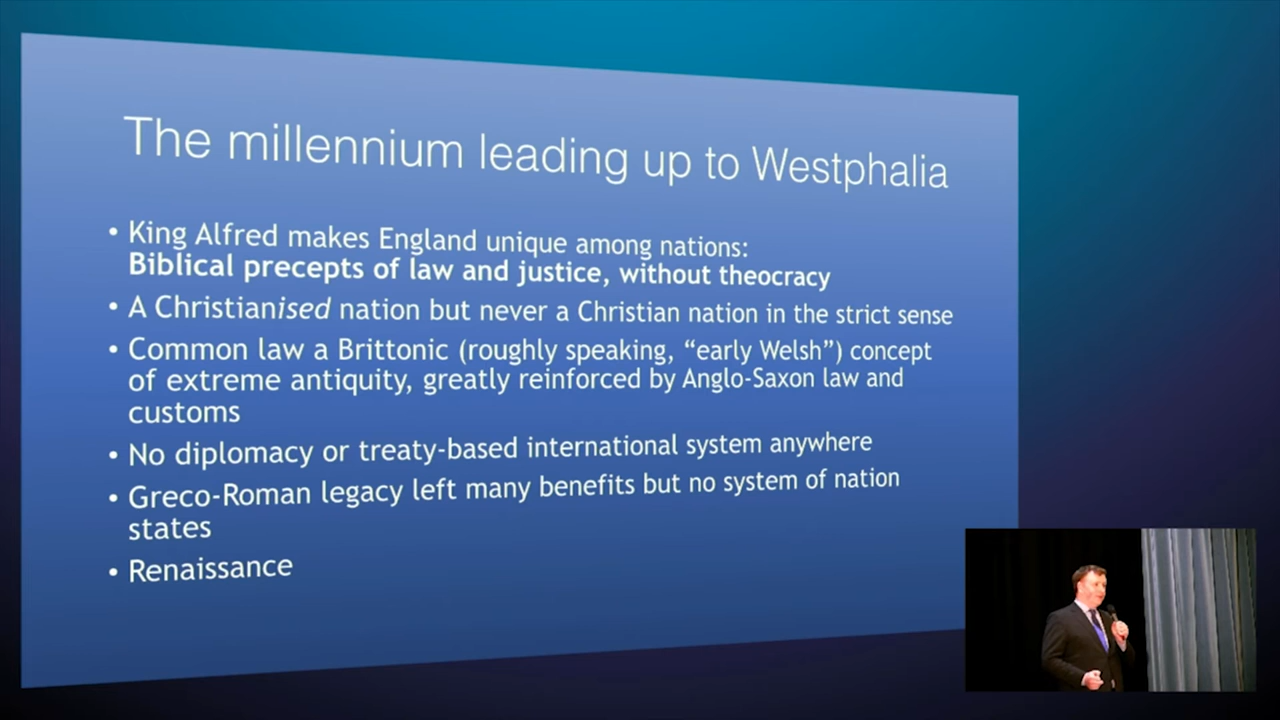 The millennium leading up to Westphalia
• King Alfred makes England unique among nations:
Biblical precepts of law and justice, without theocracy
• A Christianised nation but never a Christian nation in the strict sense
• Common law a Brittonic (roughly speaking, “early Welsh”) concept
of extreme antiquity, greatly reinforced by Anglo-Saxon law and
customs
• No diplomacy or treaty-based international system anywhere
• Greco-Roman legacy left many benefits but no system of nation
states
• Renaissance